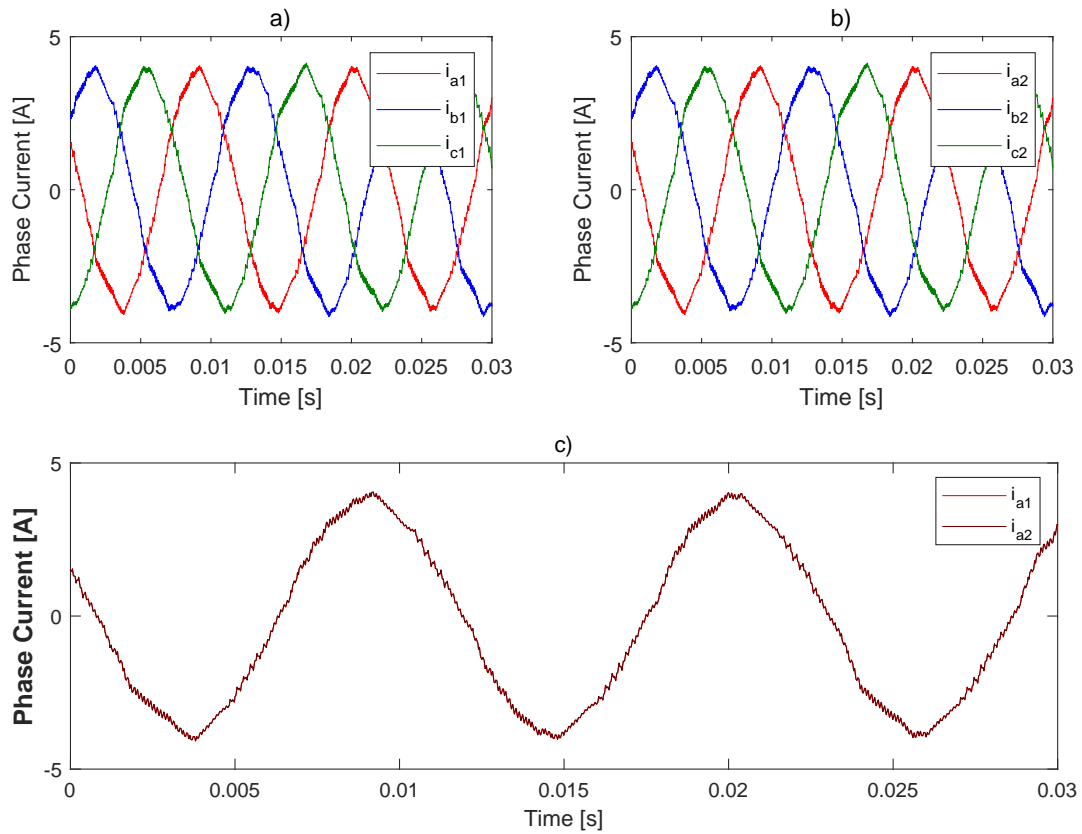 a)
5
0
-5
Phase Current [A]
i_a1
i_b1
i_c1
0 0.005 0.01 0.015 0.02 0.025 0.03
Time [s]
b)
5
0
-5
Phase Current [A]
i_a2
i_b2
i_c2
0 0.005 0.01 0.015 0.02 0.025 0.03
Time [s]
c)
5
0
-5
Phase Current [A]
i_a1
i_a2
0 0.005 0.01 0.015 0.02 0.025 0.03
Time [s]